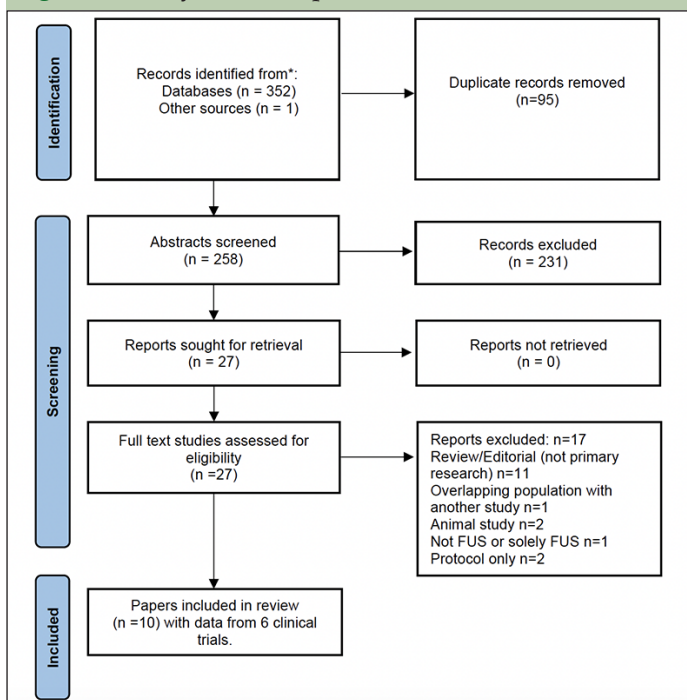 Identification
Records identified from*:
Databases (n = 352)
Other sources (n = 1)
Duplicate records removed
(n=95)
Screening
Abstracts screened
(n = 258)
Records excluded
(n = 231)
Reports sought for retrieval
(n = 27)
Reports not retrieved
(n = 0)
Full text studies assessed for
eligibility
(n =27)
Reports excluded: n=17
Review/Editorial (not primary
research) n=11
Overlapping population with
another study n=1
Animal study n=2
Not FUS or solely FUS n=1
Protocol only n=2
Included
Papers included in review
(n =10) with data from 6 clinical
trials.